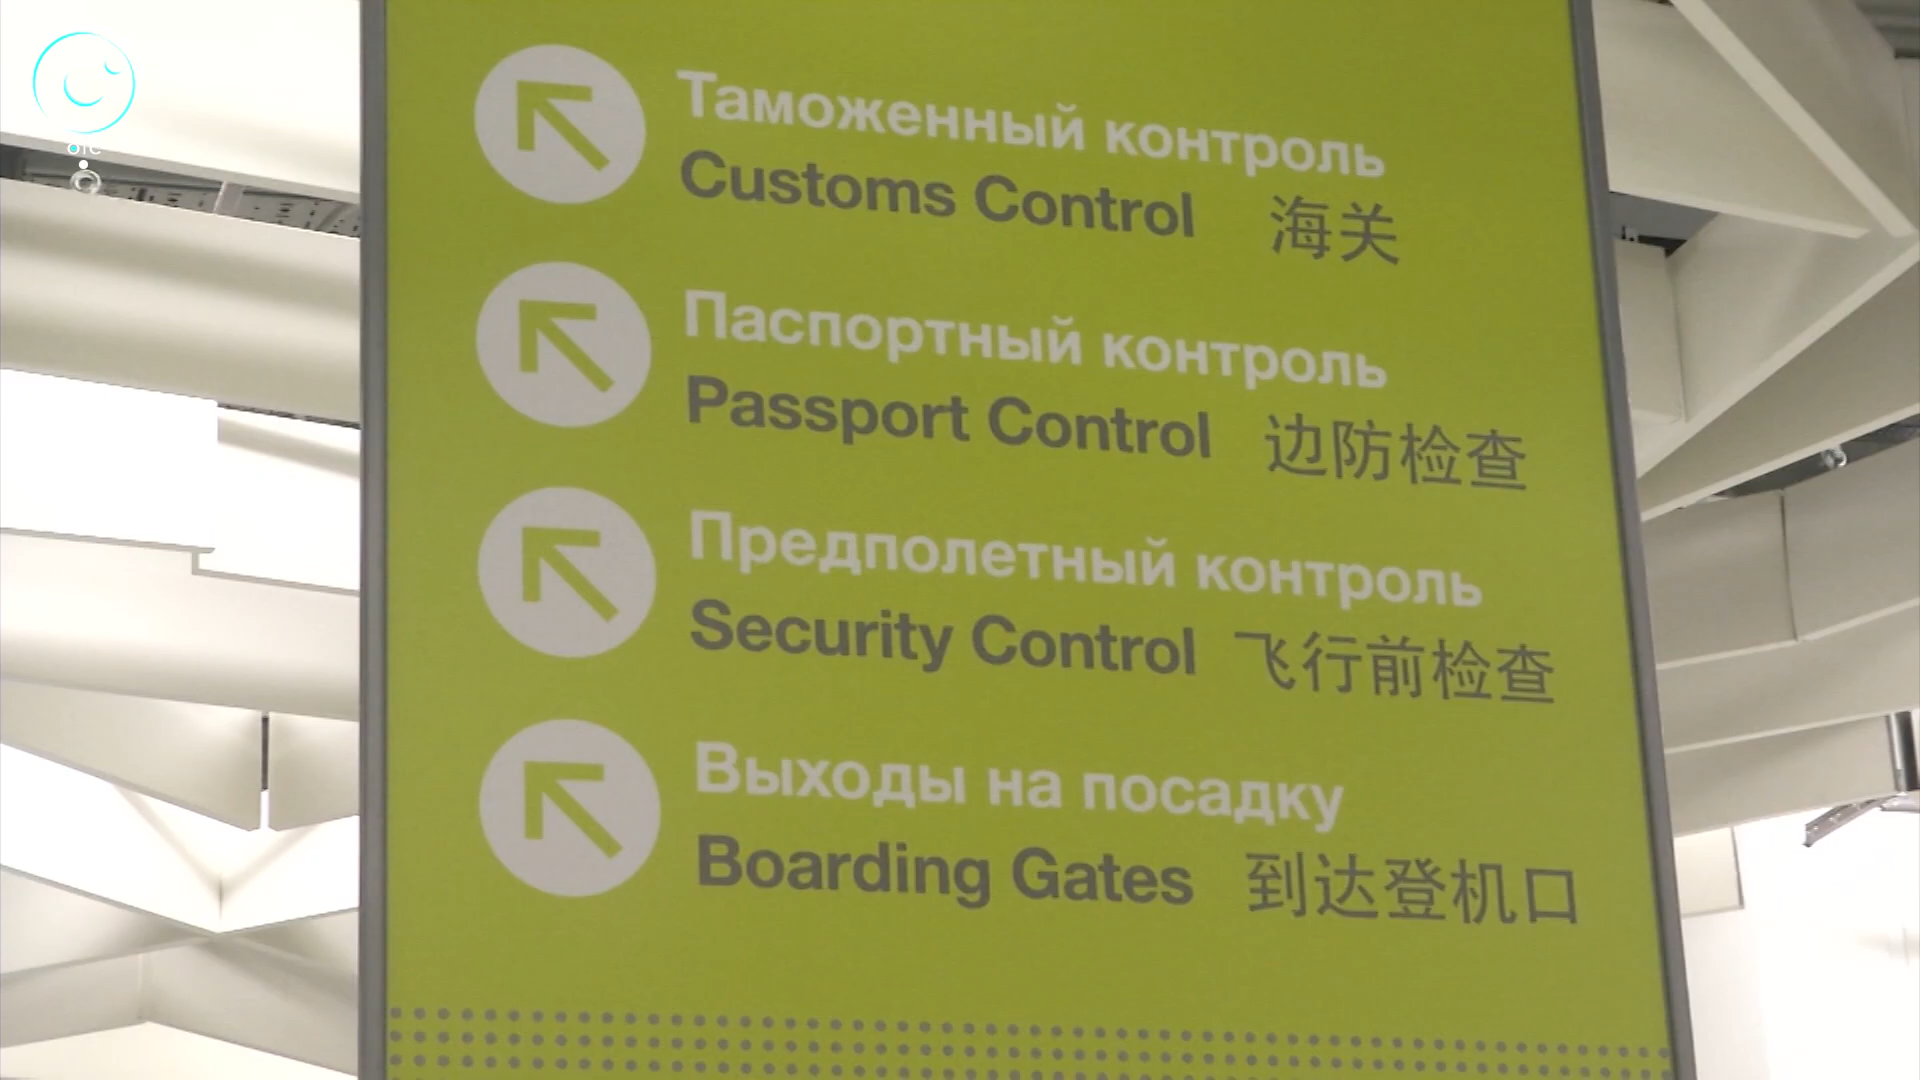 отс
Таможенный контроль
Customs Control 海关
Паспортный контроль
Passport Control 边防检查
Предполетный контроль
Security Control 飞行前检查
Выходы на посадку
Boarding Gates 到达登机口